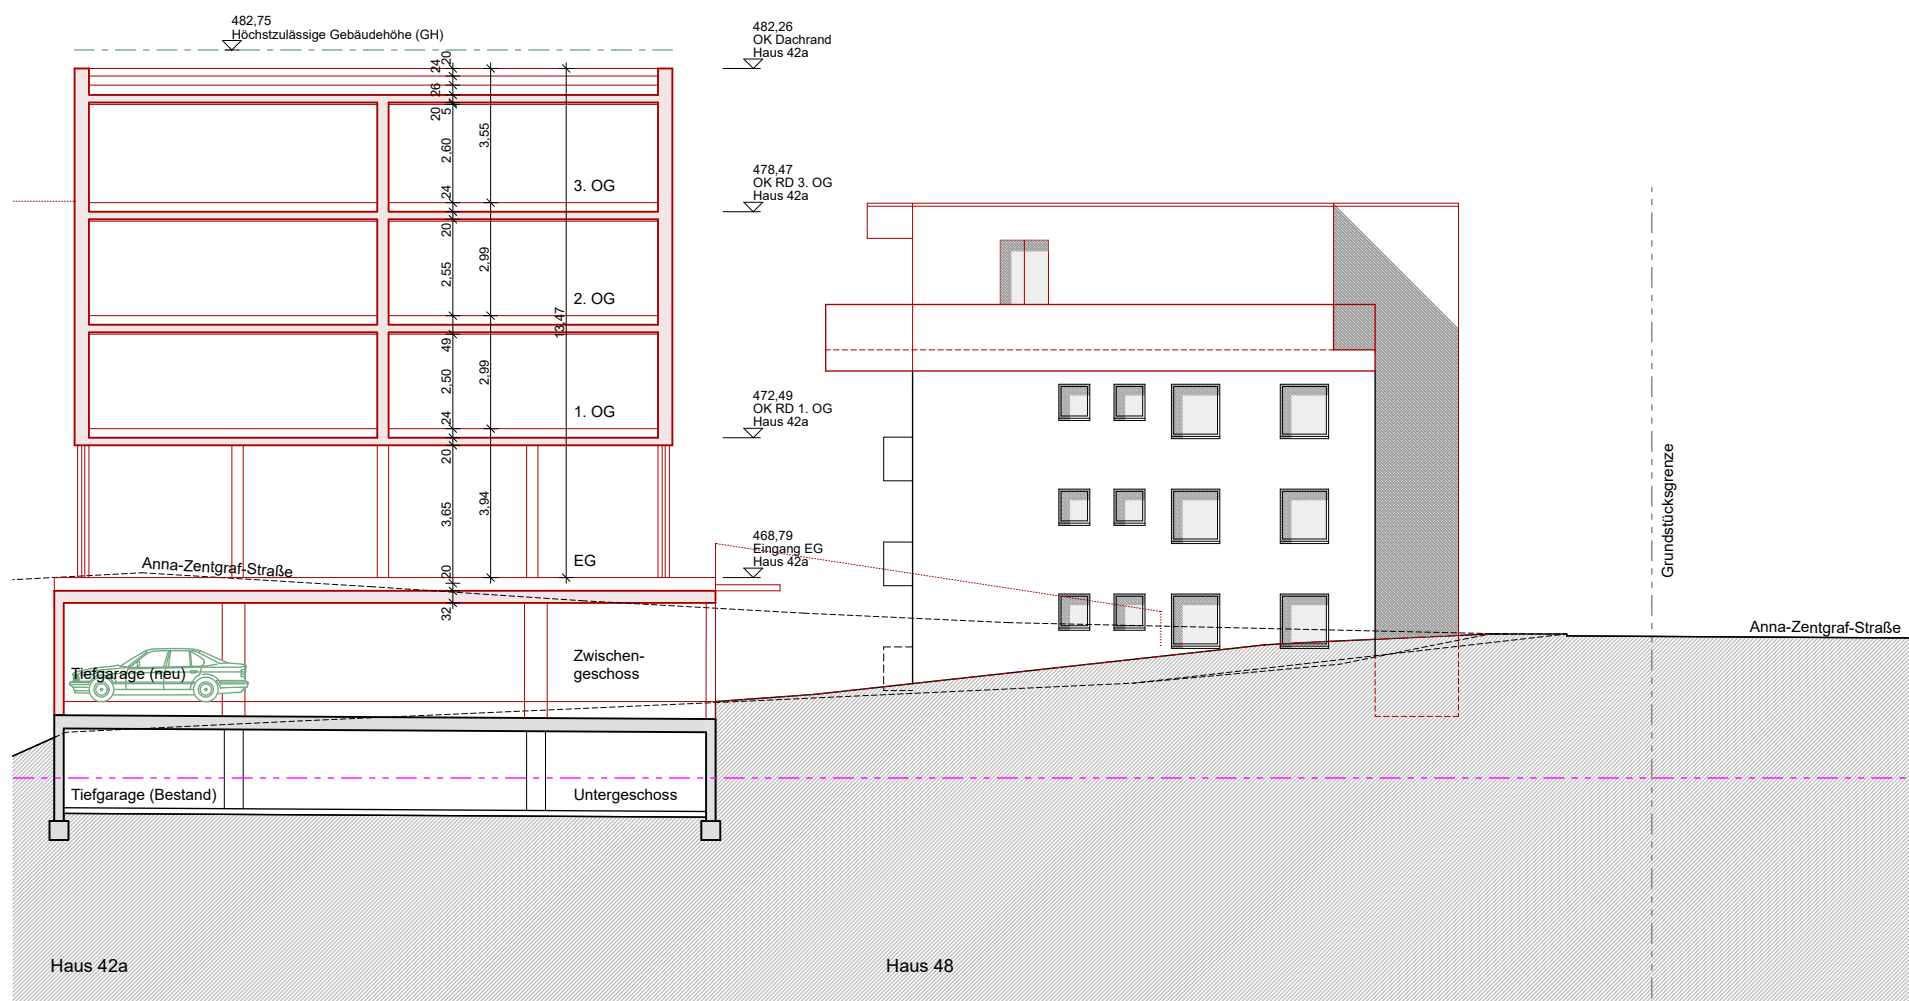 482,75
Höchstzulässige Gebäudehöhe (GH)
482,26
OK Dachrand
Haus 42a
20
24
26
5
20
3,55
2,60
24
3. OG
478,47
OK RD 3. OG
Haus 42a
20
2,55
2,99
2. OG
13,47
49
2,50
2,99
24
1. OG
472,49
OK RD 1. OG
Haus 42a
20
3,65
3,94
20
32
EG
468,79
Eingang EG
Haus 42a
Anna-Zentgraf-Straße
Grundstücksgrenze
Anna-Zentgraf-Straße
Tiefgarage (neu)
Zwischen-
geschoss
Tiefgarage (Bestand)
Untergeschoss
Haus 42a
Haus 48